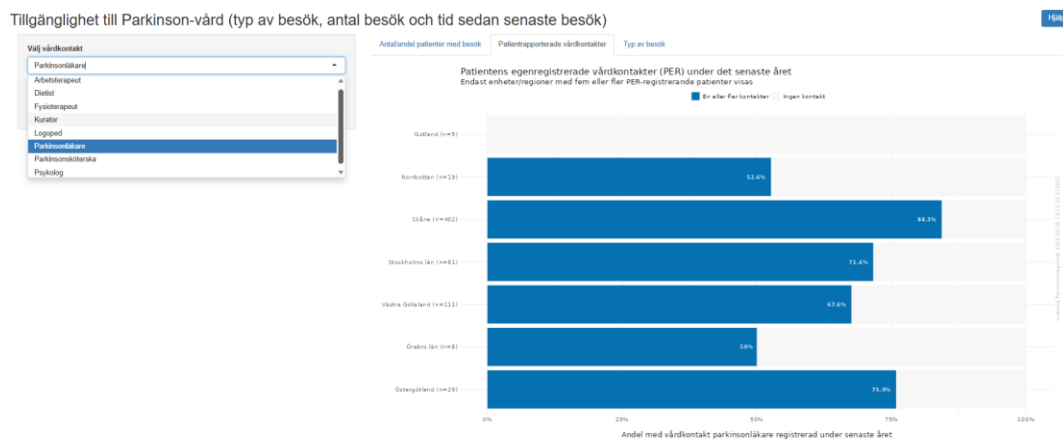 Tillgänglighet till Parkinson-vård (typ av besök, antal besök och tid sedan senaste besök)
Hjälp
Välj vårdkontakt
Parkinsonläkare
Arbetsterapeut
Dietist
Fysioterapeut
Kurator
Logoped
Parkinsonläkare
Parkinsonsköterska
Psykolog
Antal/andel patienter med besök
Patientrapporterade vårdkontakter
Typ av besök
Patientens egenregistrerade vårdkontakter (PER) under det senaste året
Endast enheter/regioner med fem eller fler PER-registrerande patienter visas
En eller fler kontakter
Ingen kontakt
Gotland (n=5)
Norrbotten (n=19)
52.6%
Skåne (n=402)
84.3%
Stockholms län (n=81)
71.6%
Västra Götaland (n=111)
67.6%
Örebro län (n=8)
50%
Östergötland (n=29)
75.9%
0%
25%
50%
75%
100%
Andel med vårdkontakt parkinsonläkare registrerad under senaste året